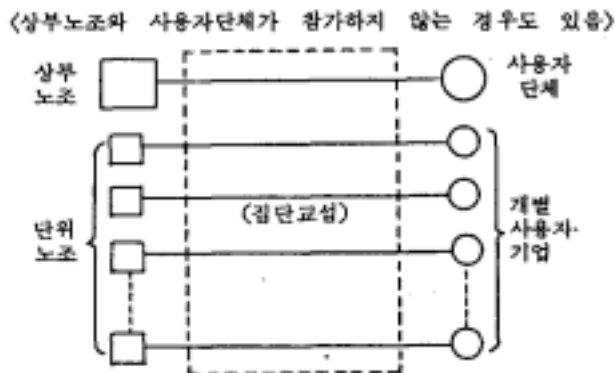 〈상부노조와 사용자단체가 참가하지 않는 경우도 있음〉
상부
노조
사용자
단체
(집단교섭)
단위
노조
개별
사용자·
기업